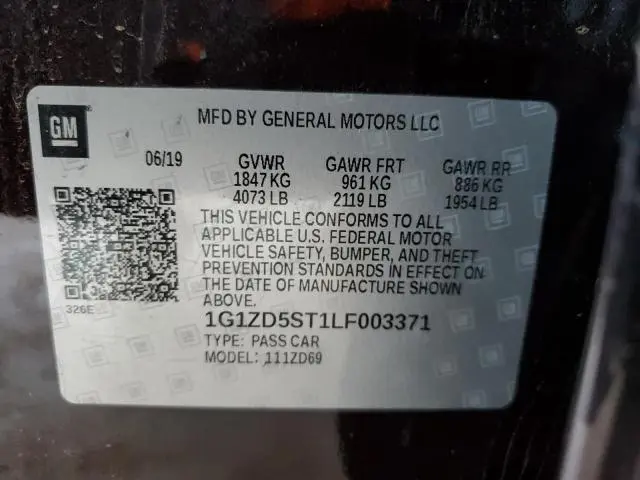 GM
MFD BY GENERAL MOTORS LLC
06/19 GVWR GAWR FRT GAWR RR
1847 KG 961 KG 886 KG
4073 LB 2119 LB 1954 LB
THIS VEHICLE CONFORMS TO ALL
APPLICABLE U.S. FEDERAL MOTOR
VEHICLE SAFETY, BUMPER, AND THEFT
PREVENTION STANDARDS IN EFFECT ON
THE DATE OF MANUFACTURE SHOWN
ABOVE.
326E
1G1ZD5ST1LF003371
TYPE: PASS CAR
MODEL: 111ZD69